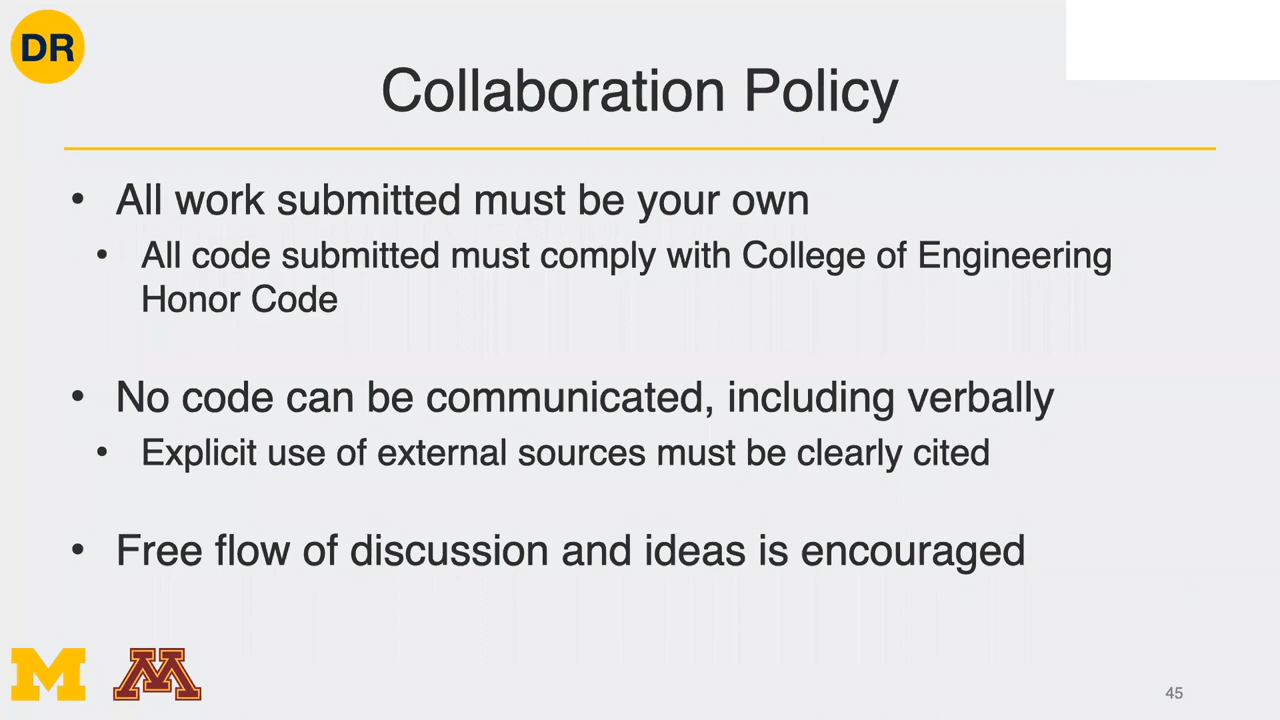 DR
Collaboration Policy
• All work submitted must be your own
• All code submitted must comply with College of Engineering
Honor Code
• No code can be communicated, including verbally
• Explicit use of external sources must be clearly cited
• Free flow of discussion and ideas is encouraged
M M
45